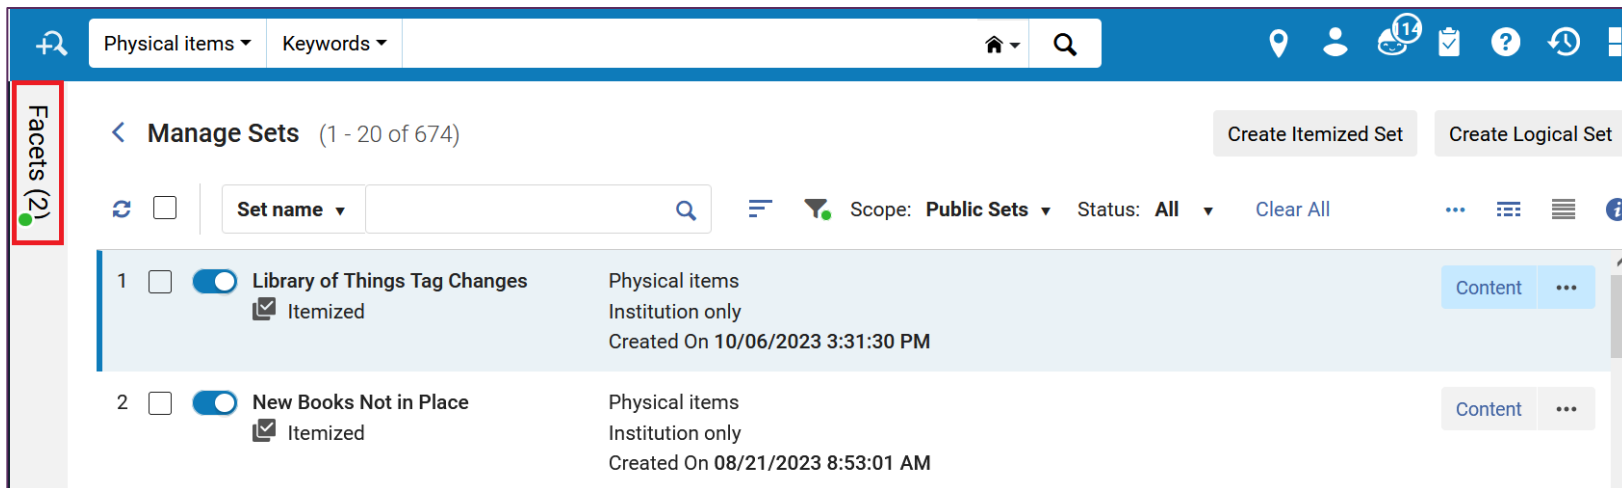 Physical items Keywords 114
Facets (2)
Manage Sets (1 - 20 of 674) Create Itemized Set Create Logical Set
Set name Scope: Public Sets Status: All Clear All
1 Library of Things Tag Changes Physical items Content
Itemized Institution only
Created On 10/06/2023 3:31:30 PM
2 New Books Not in Place Physical items Content
Itemized Institution only
Created On 08/21/2023 8:53:01 AM